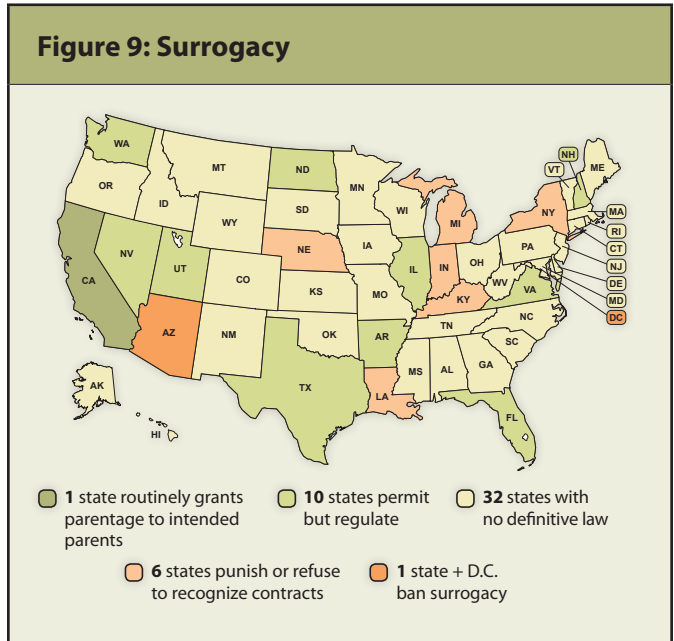 Figure 9: Surrogacy
WA
MT
ND
MN
VT
NH
ME
OR
ID
SD
WI
MI
NY
MA
WY
RI
NV
NE
IA
PA
CT
NJ
CA
UT
CO
IL
IN
OH
DE
KS
MO
WV
VA
MD
KY
DC
AZ
NM
OK
AR
TN
NC
SC
TX
MS
AL
GA
LA
AK
FL
HI
1 state routinely grants
parentage to intended
parents
10 states permit
but regulate
32 states with
no definitive law
6 states punish or refuse
to recognize contracts
1 state + D.C.
ban surrogacy